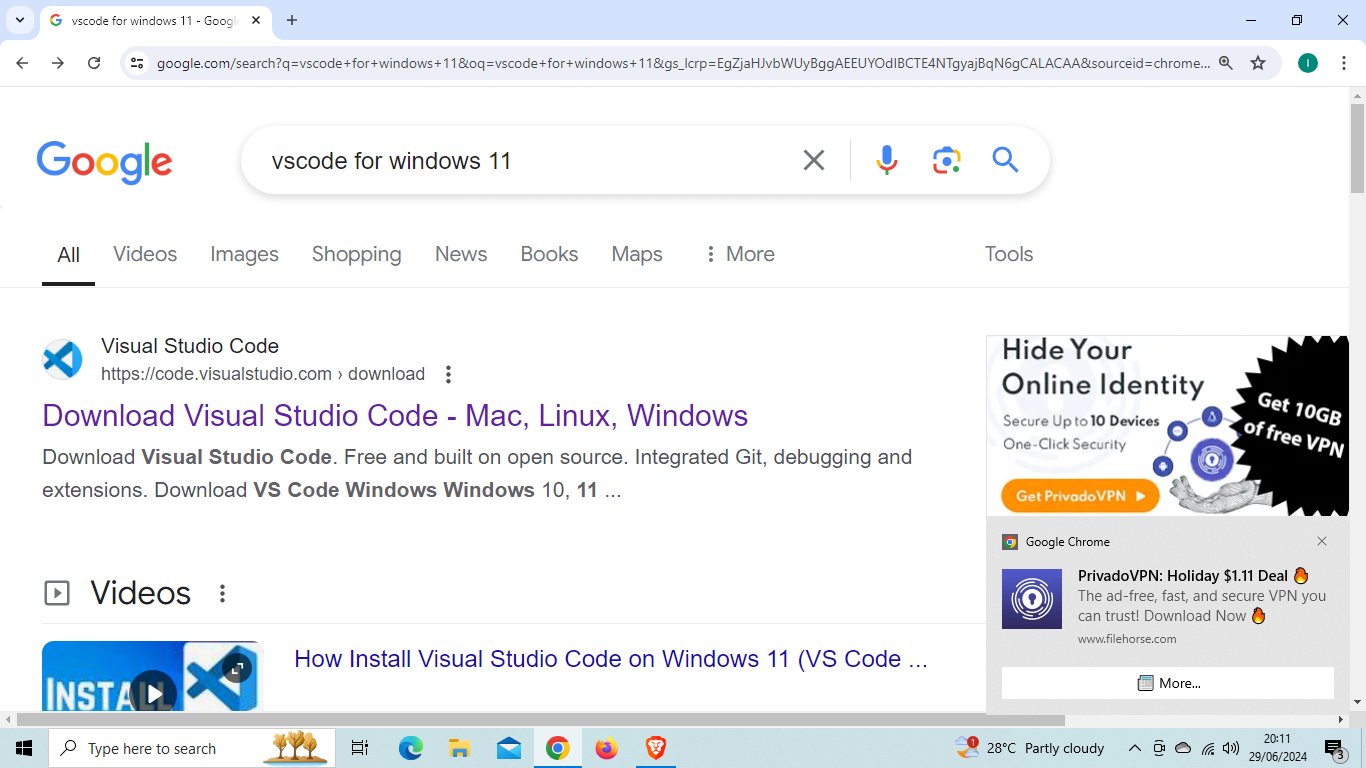 vscode for windows 11 - Goog
google.com/search?q=vscode+for+windows+11&oq=vscode+for+windows+11&gs_lcrp=EgZjaHJvbWUyBggAEEUYOdIBCTE4NTgyajBqN6gCALACAA&sourceid=chrome...
I
Google
vscode for windows 11
All
Videos
Images
Shopping
News
Books
Maps
More
Tools
Visual Studio Code
https://code.visualstudio.com › download
Download Visual Studio Code - Mac, Linux, Windows
Download Visual Studio Code. Free and built on open source. Integrated Git, debugging and
extensions. Download VS Code Windows Windows 10, 11 ...
Videos
INSTALL
How Install Visual Studio Code on Windows 11 (VS Code ...
Hide Your
Online Identity
Secure Up to 10 Devices
One-Click Security
Get PrivadoVPN
Get 10GB
of free VPN
Google Chrome
PrivadoVPN: Holiday $1.11 Deal 🔥
The ad-free, fast, and secure VPN you
can trust! Download Now 🔥
www.filehorse.com
More...
Type here to search
1
28°C Partly cloudy
20:11
29/06/2024
3